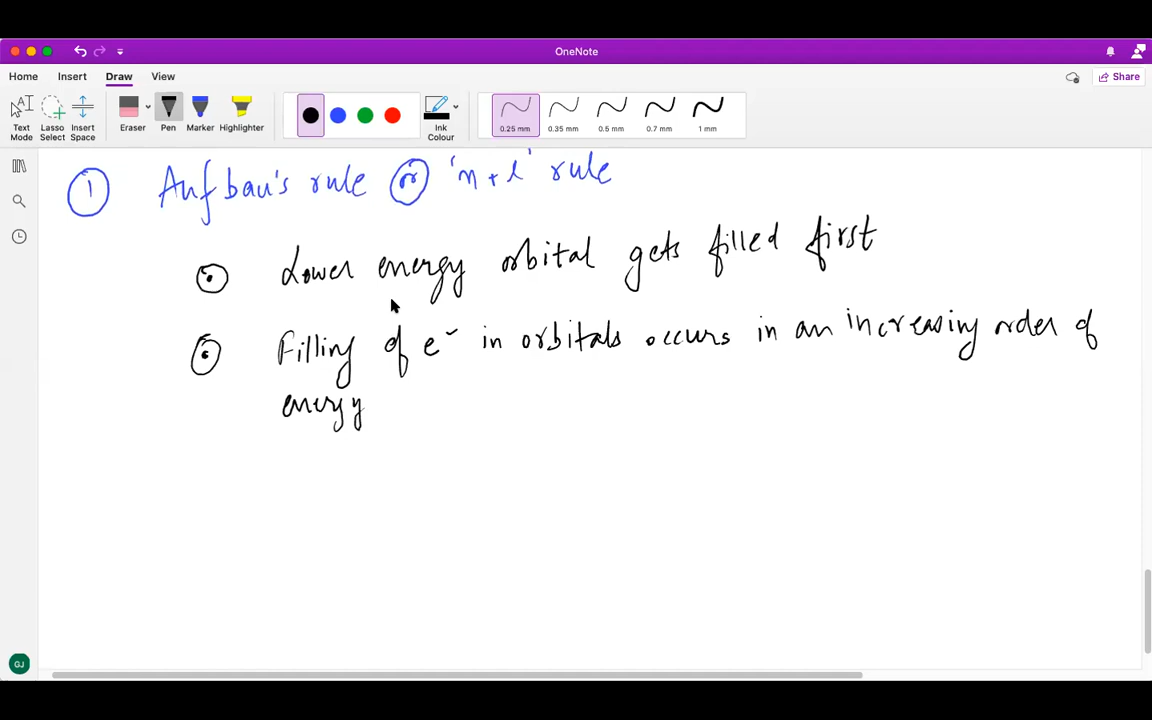 OneNote
Home Insert Draw View
Share
Text Mode
Lasso Select
Insert Space
Eraser
Pen
Marker
Highlighter
Ink Colour
0.25 mm
0.35 mm
0.5 mm
0.7 mm
1 mm
① Aufbau's rule or 'n+l' rule
Lower energy orbital gets filled first
Filling of e⁻ in orbitals occurs in an increasing order of
energy
GJ